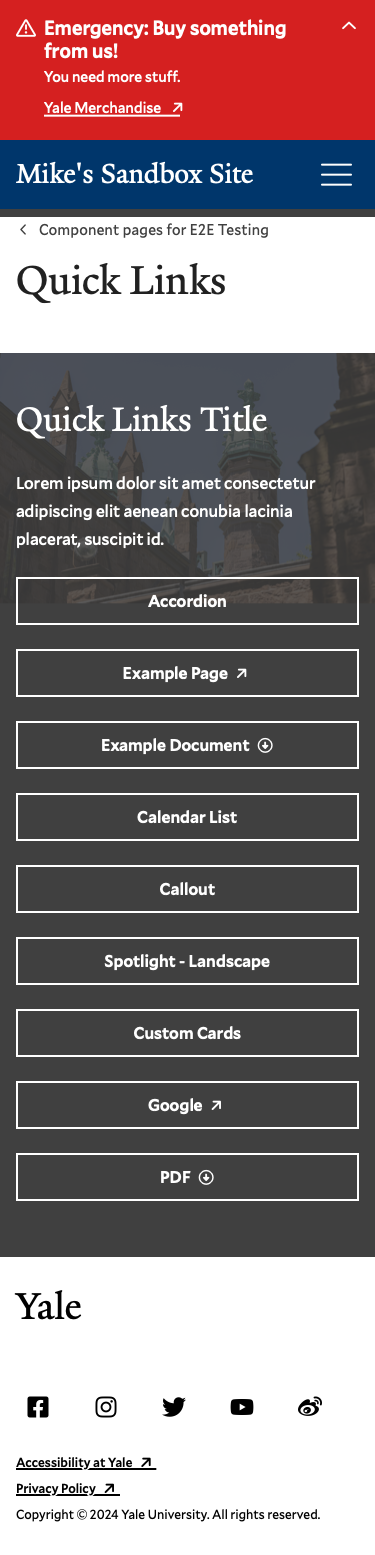 Emergency: Buy something
from us!
You need more stuff.
Yale Merchandise
Mike's Sandbox Site
Component pages for E2E Testing
Quick Links
Quick Links Title
Lorem ipsum dolor sit amet consectetur
adipiscing elit aenean conubia lacinia
placerat, suscipit id.
Accordion
Example Page
Example Document
Calendar List
Callout
Spotlight - Landscape
Custom Cards
Google
PDF
Yale
Accessibility at Yale
Privacy Policy
Copyright © 2024 Yale University. All rights reserved.